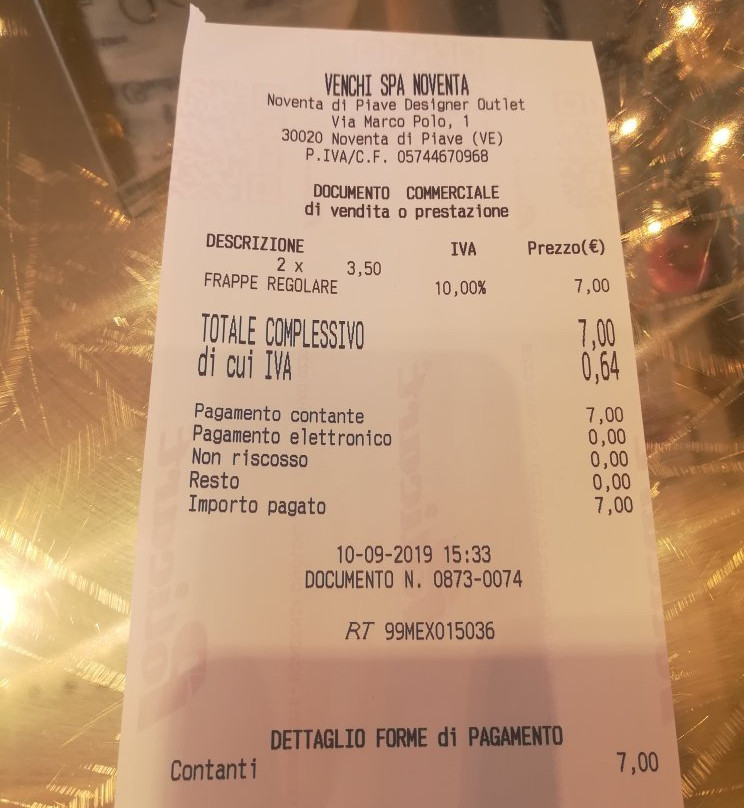 VENCHI SPA NOVENTA
Noventa di Piave Designer Outlet
Via Marco Polo, 1
30020 Noventa di Piave (VE)
P.IVA/C.F. 05744670968
DOCUMENTO COMMERCIALE
di vendita o prestazione
DESCRIZIONE IVA Prezzo(€)
2 x 3,50
FRAPPE REGOLARE 10,00% 7,00
TOTALE COMPLESSIVO 7,00
di cui IVA 0,64
Pagamento contante 7,00
Pagamento elettronico 0,00
Non riscosso 0,00
Resto 0,00
Importo pagato 7,00
10-09-2019 15:33
DOCUMENTO N. 0873-0074
RT 99MEX015036
DETTAGLIO FORME di PAGAMENTO
Contanti 7,00